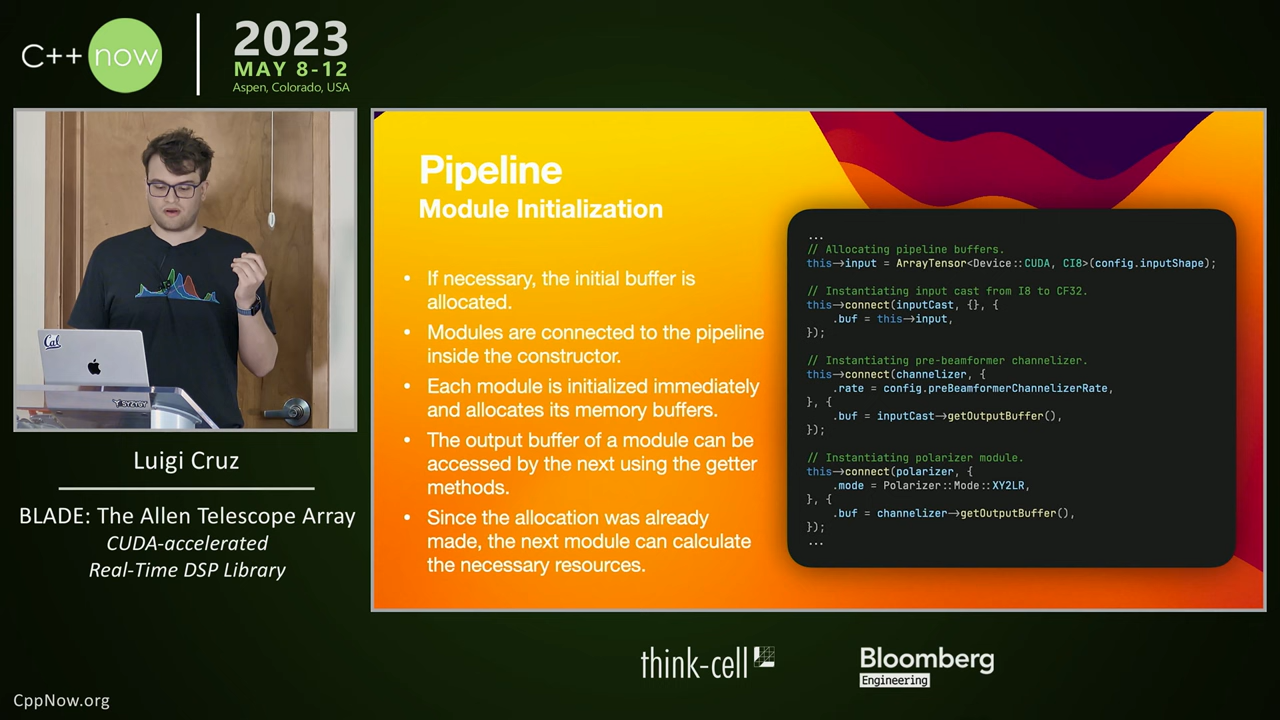 C++ now
2023
MAY 8-12
Aspen, Colorado, USA
Cal
Luigi Cruz
BLADE: The Allen Telescope Array
CUDA-accelerated
Real-Time DSP Library
Pipeline
Module Initialization
• If necessary, the initial buffer is
allocated.
• Modules are connected to the pipeline
inside the constructor.
• Each module is initialized immediately
and allocates its memory buffers.
• The output buffer of a module can be
accessed by the next using the getter
methods.
• Since the allocation was already
made, the next module can calculate
the necessary resources.
...
// Allocating pipeline buffers.
this→input = ArrayTensor<Device::CUDA, CI8>(config.inputShape);
// Instantiating input cast from I8 to CF32.
this→connect(inputCast, {}, {
.buf = this→input,
});
// Instantiating pre-beamformer channelizer.
this→connect(channelizer, {
.rate = config.preBeamformerChannelizerRate,
}, {
.buf = inputCast→getOutputBuffer(),
});
// Instantiating polarizer module.
this→connect(polarizer, {
.mode = Polarizer::Mode::XY2LR,
}, {
.buf = channelizer→getOutputBuffer(),
});
...
think-cell
Bloomberg
Engineering
CppNow.org